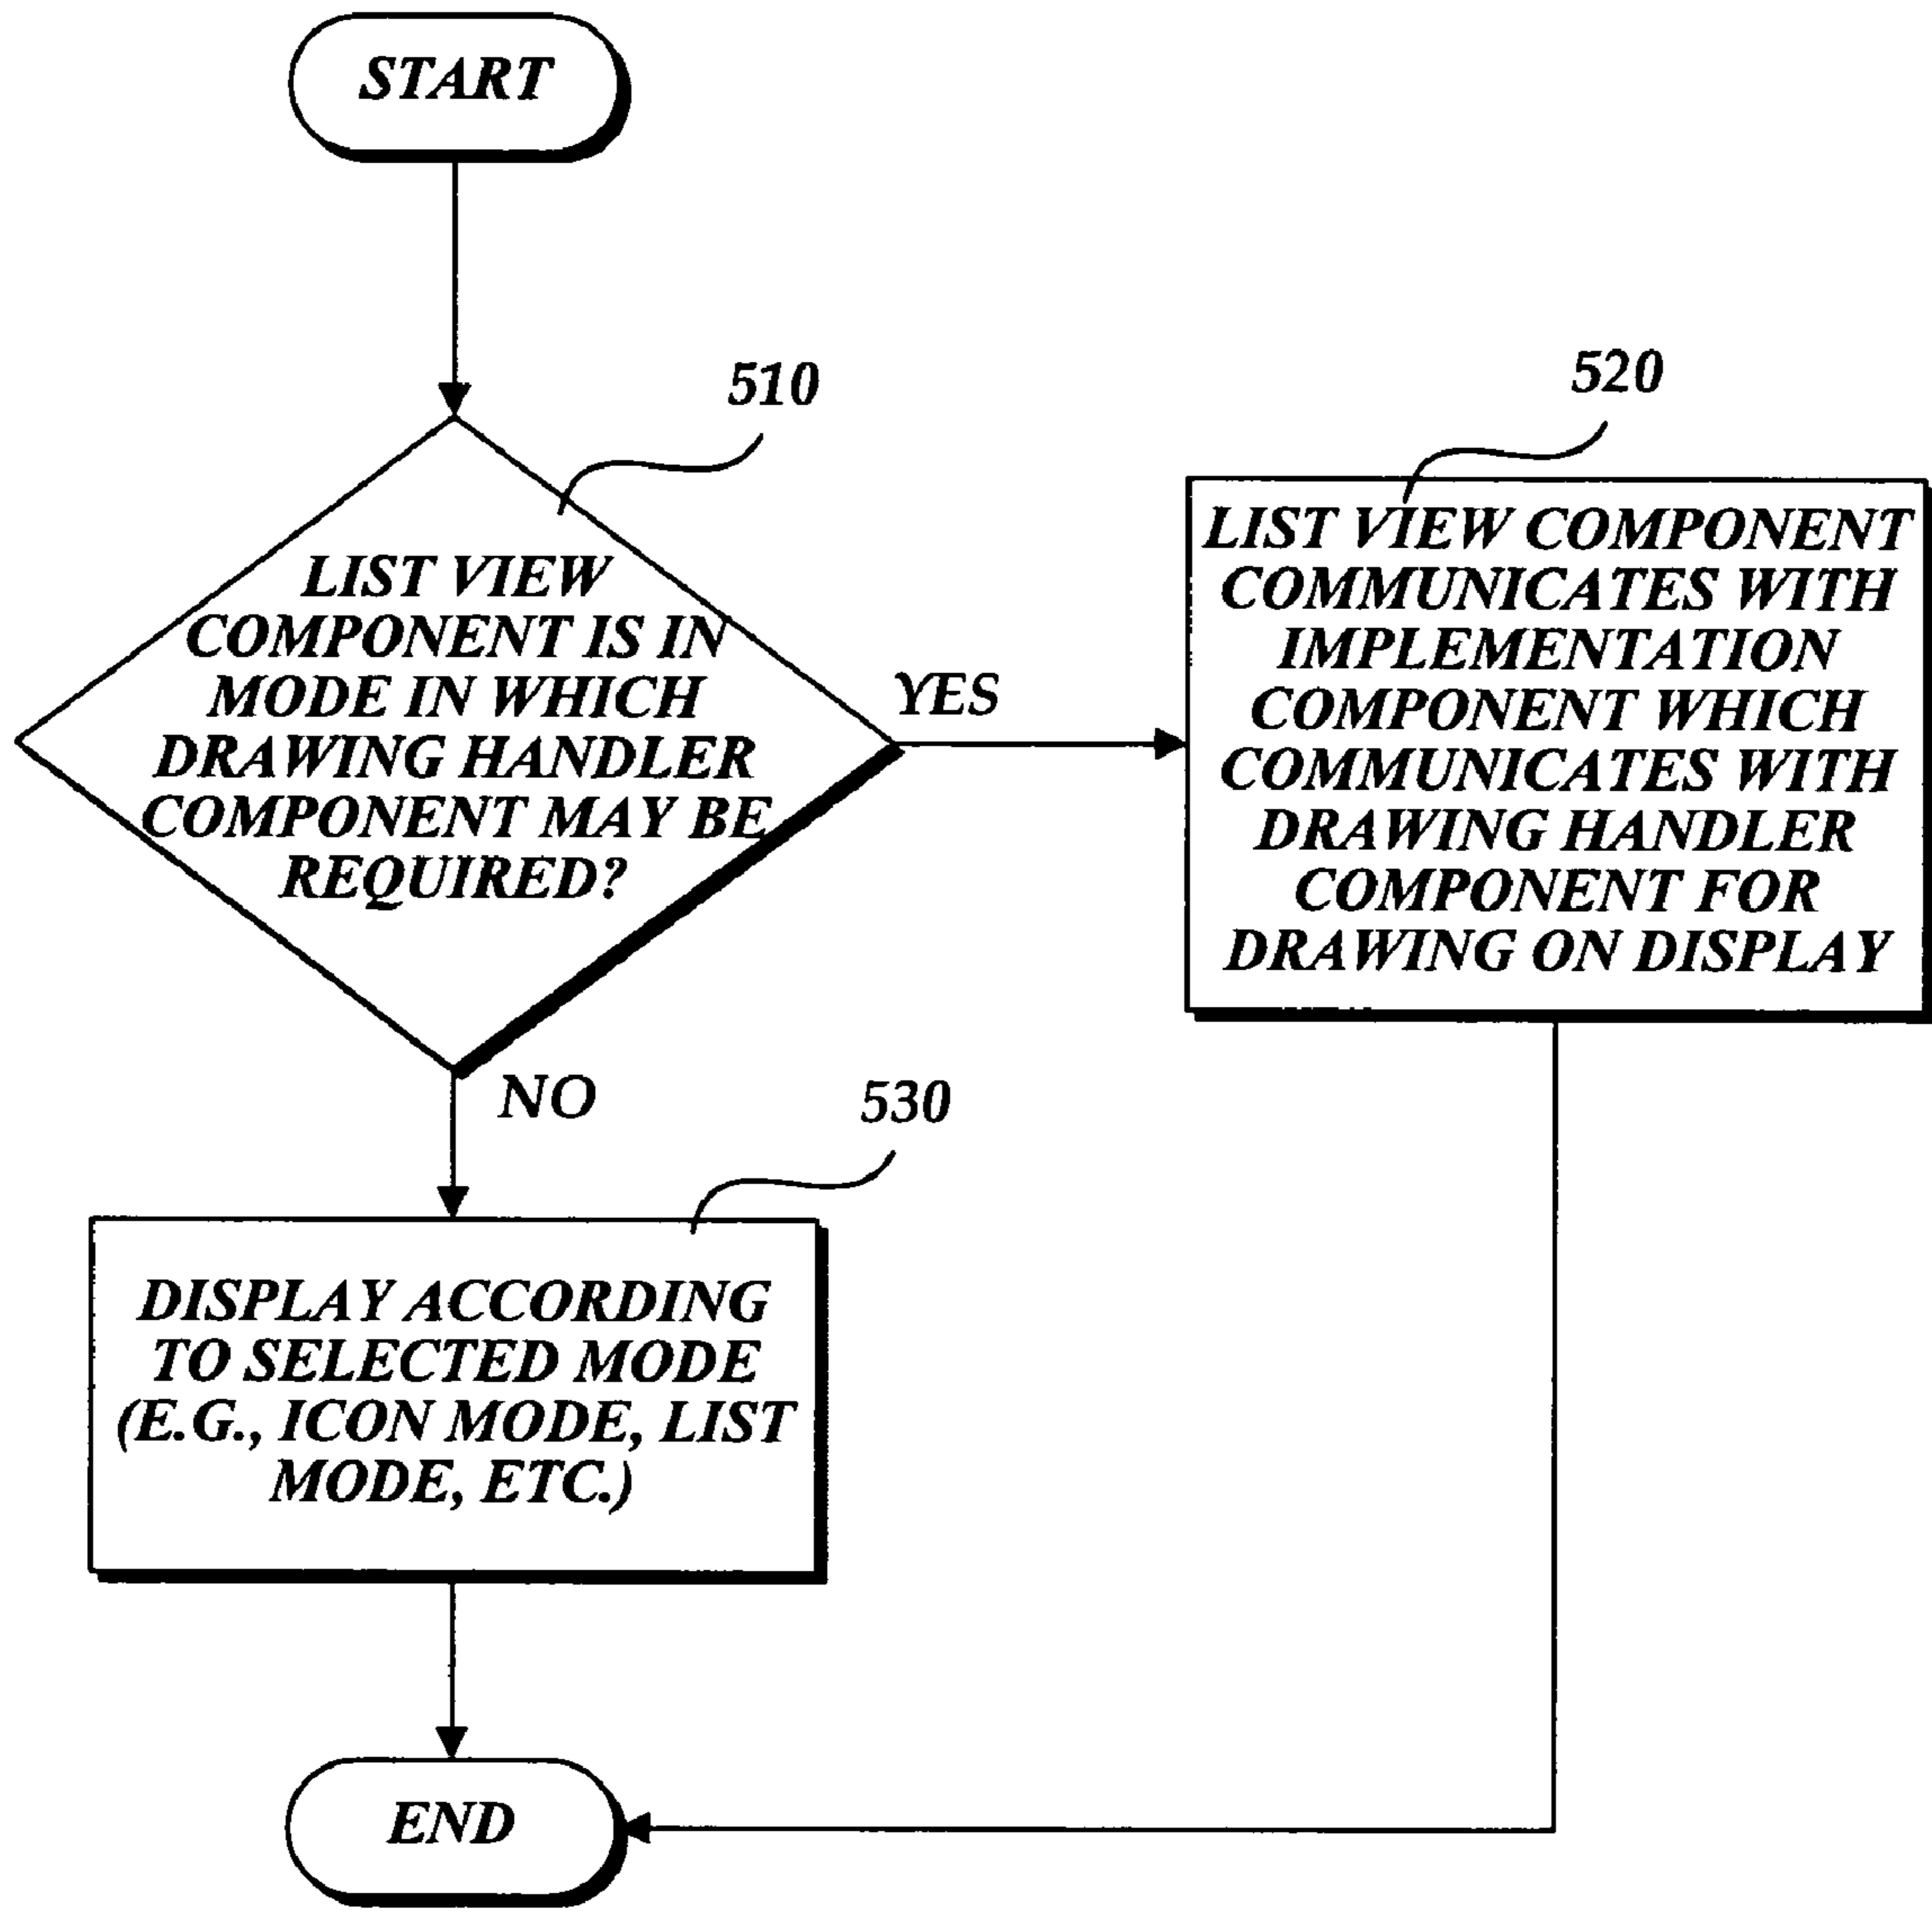 START
510
LIST VIEW
COMPONENT IS IN
MODE IN WHICH
DRAWING HANDLER
COMPONENT MAY BE
REQUIRED?
YES
520
LIST VIEW COMPONENT
COMMUNICATES WITH
IMPLEMENTATION
COMPONENT WHICH
COMMUNICATES WITH
DRAWING HANDLER
COMPONENT FOR
DRAWING ON DISPLAY
NO
530
DISPLAY ACCORDING
TO SELECTED MODE
(E.G., ICON MODE, LIST
MODE, ETC.)
END